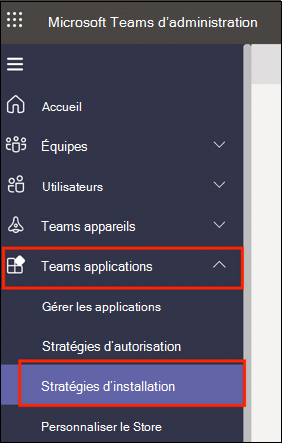 Microsoft Teams d'administration
Accueil
Équipes
Utilisateurs
Teams appareils
Teams applications
Gérer les applications
Stratégies d'autorisation
Stratégies d'installation
Personnaliser le Store